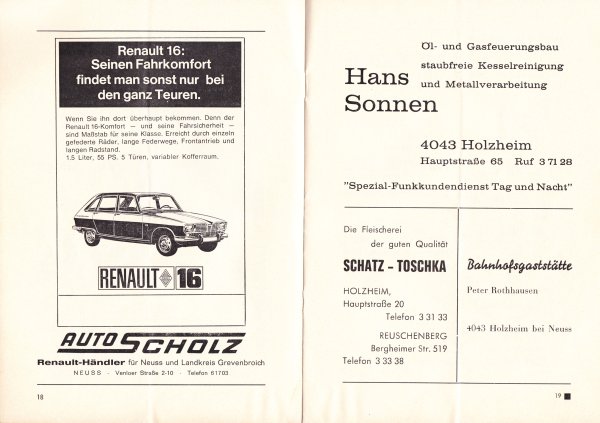 Renault 16:
Seinen Fahrkomfort
findet man sonst nur bei
den ganz Teuren.
Wenn Sie ihn dort überhaupt bekommen. Denn der
Renault 16-Komfort — und seine Fahrsicherheit —
sind Maßstab für seine Klasse. Erreicht durch einzeln
gefederte Räder, lange Federwege, Frontantrieb und
langen Radstand.
1,5 Liter, 55 PS, 5 Türen, variabler Kofferraum.
RENAULT 16
AUTO SCHOLZ
Renault-Händler für Neuss und Landkreis Grevenbroich
NEUSS - Venloer Straße 2-10 - Telefon 61703
18
Hans
Sonnen
Öl- und Gasfeuerungsbau
staubfreie Kesselreinigung
und Metallverarbeitung
4043 Holzheim
Hauptstraße 65 Ruf 3 71 28
"Spezial-Funkkundendienst Tag und Nacht"
Die Fleischerei
der guten Qualität
SCHATZ - TOSCHKA
HOLZHEIM,
Hauptstraße 20
Telefon 3 31 33
REUSCHENBERG
Bergheimer Str. 519
Telefon 3 33 38
Bahnhofsgaststätte
Peter Rothhausen
4043 Holzheim bei Neuss
19